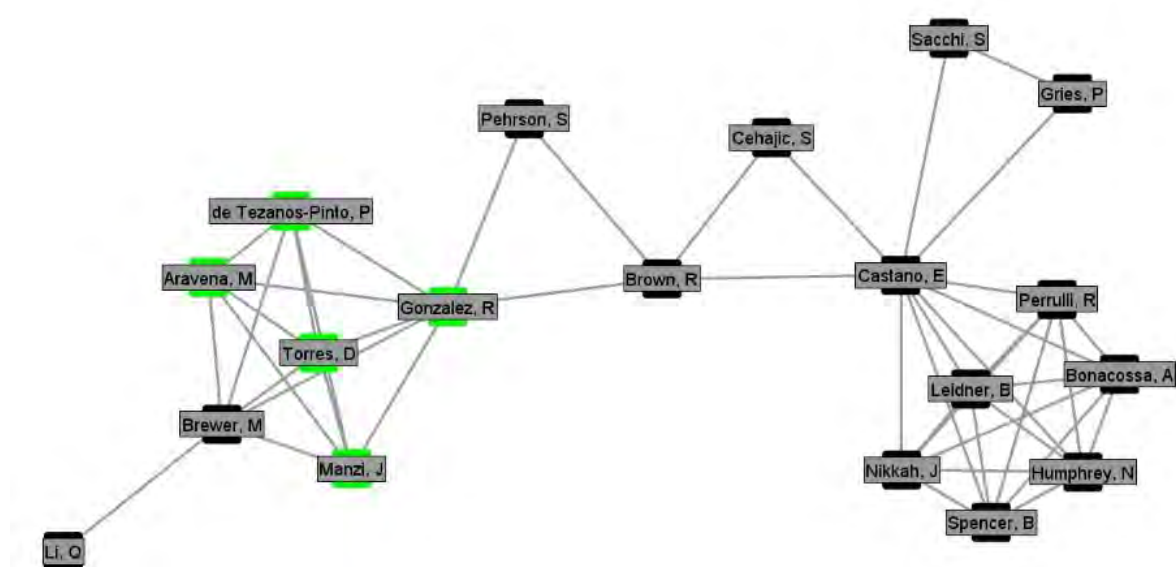 Sacchi, S
Gries, P
Pehrson, S
Cehajic, S
de Tezanos-Pinto, P
Aravena, M
Brown, R
Castano, E
Perrulli, R
Gonzalez, R
Torres, D
Bonacossa, A
Leidner, B
Brewer, M
Manzi, J
Nikkah, J
Humphrey, N
Spencer, B
Li, Q